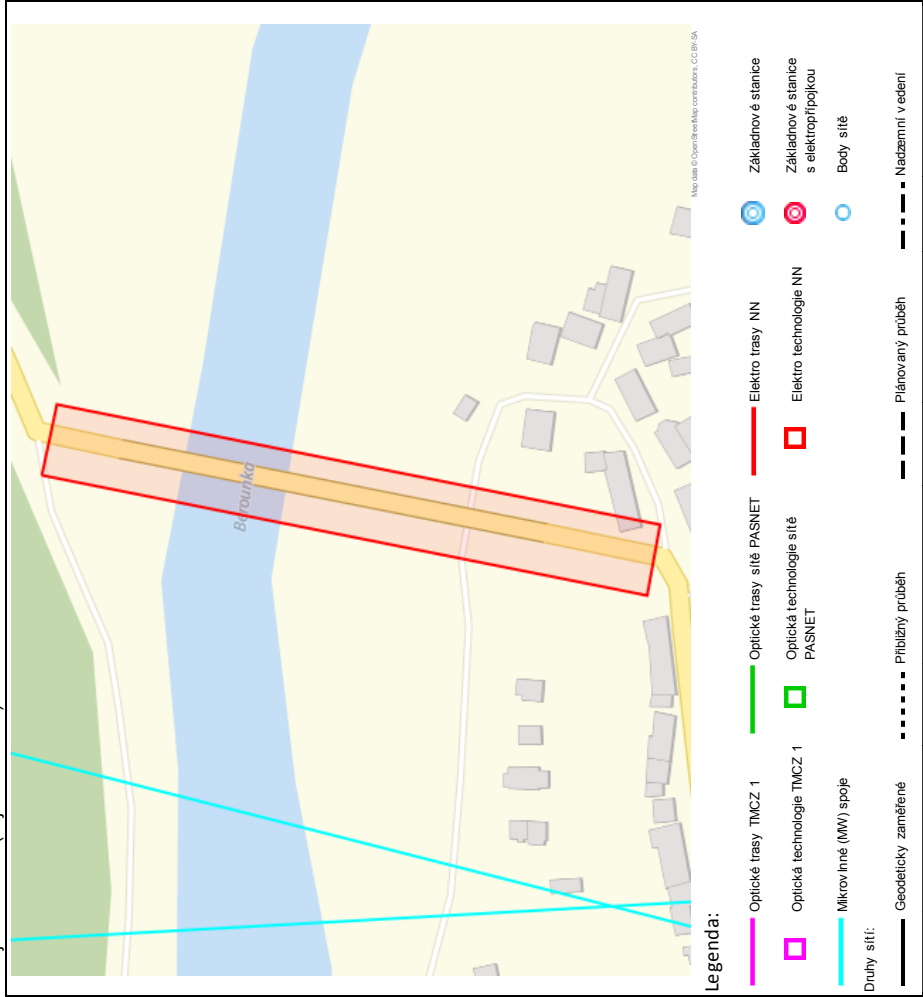 Berounka
Map data © OpenStreetMap contributors, CC BY-SA
Legenda:
Optické trasy TMCZ 1
Optické trasy sítě PASNET
Elektro trasy NN
Základnové stanice
Optická technologie TMCZ 1
Optická technologie sítě
PASNET
Elektro technologie NN
Základnové stanice
s elektropřípojkou
Mikrovlnné (MW) spoje
Body sítě
Druhy sítí:
Geodeticky zaměřené
Přibližný průběh
Plánovaný průběh
Nadzemní vedení